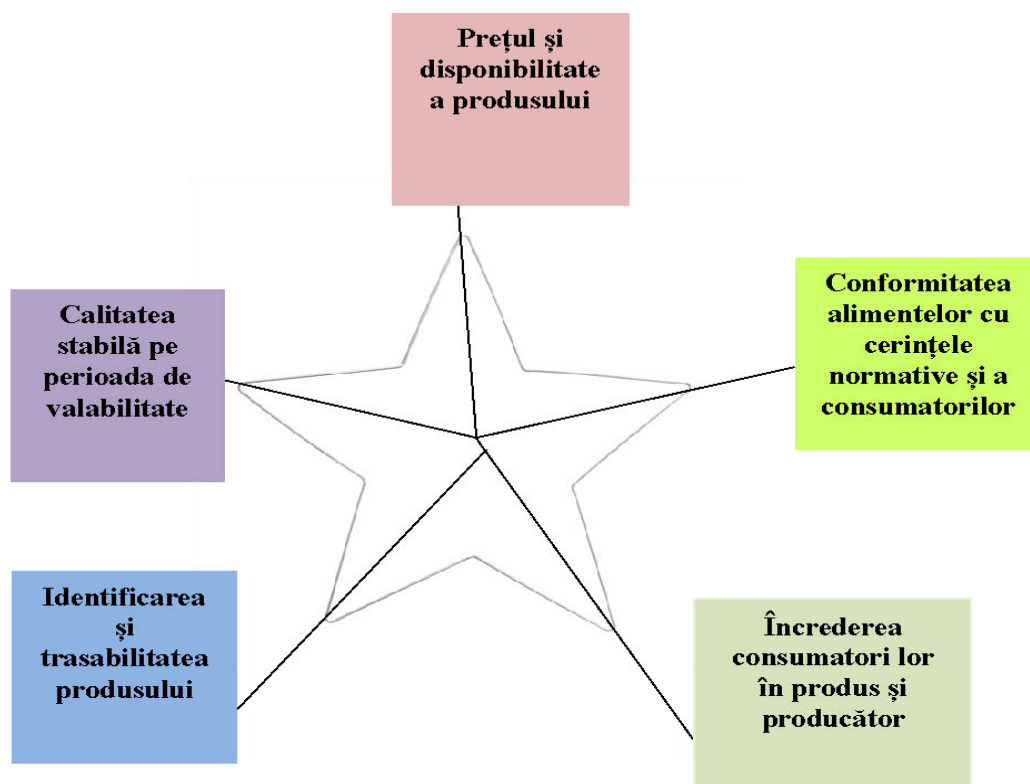 Prețul și
disponibilitate
a produsului
Conformitatea
alimentelor cu
cerințele
normative și a
consumatorilor
Calitatea
stabilă pe
perioada de
valabilitate
Identificarea
și
trasabilitatea
produsului
Încrederea
consumatori lor
în produs și
producător